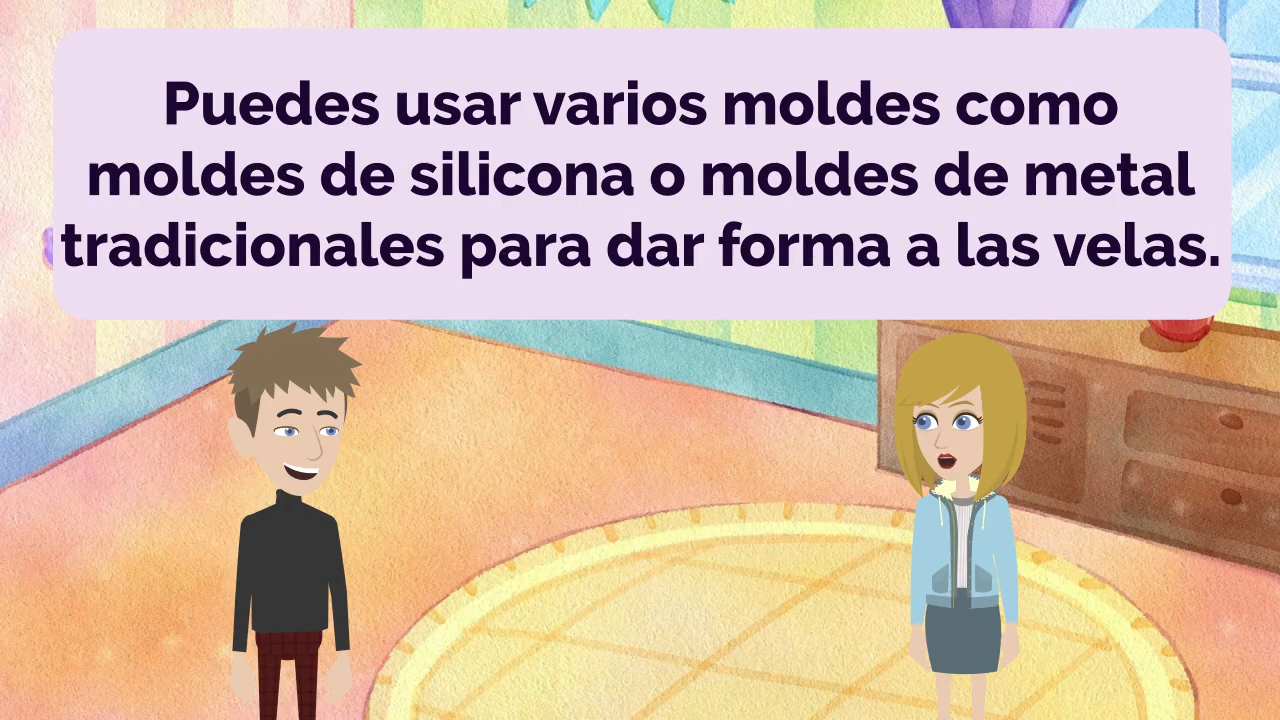 Puedes usar varios moldes como
moldes de silicona o moldes de metal
tradicionales para dar forma a las velas.